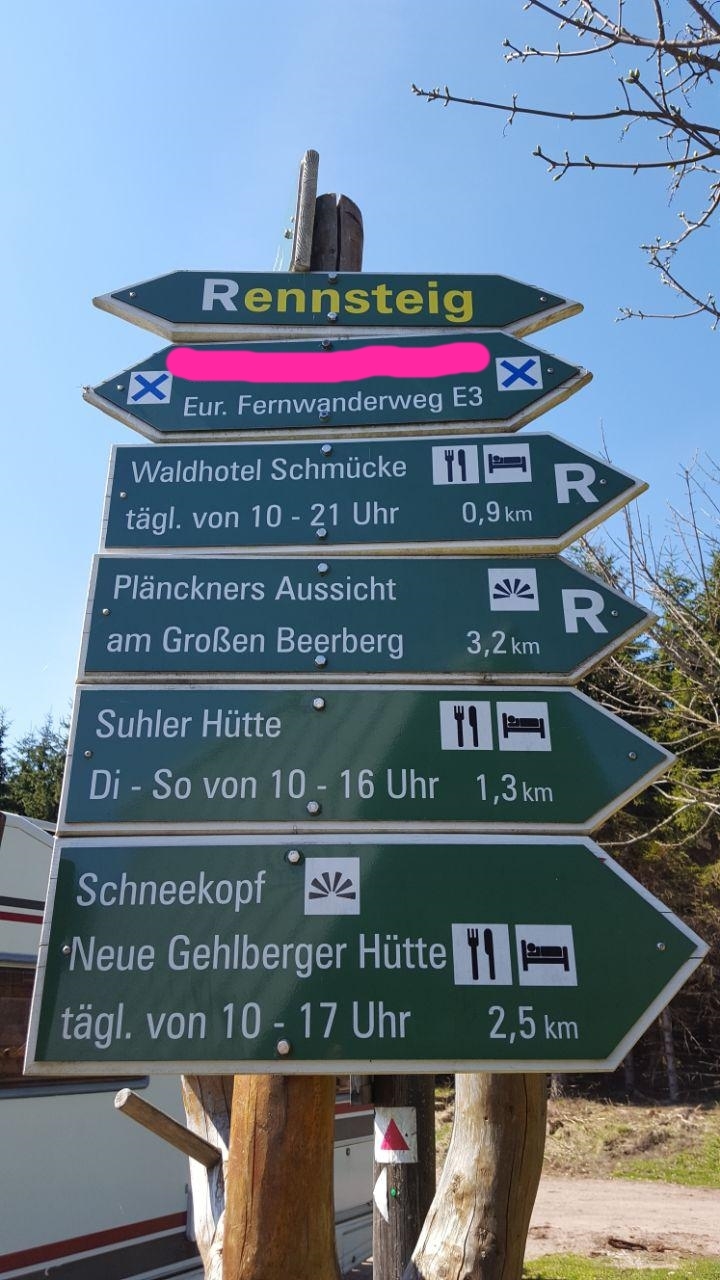 Rennsteig
Eur. Fernwanderweg E3
Waldhotel Schmücke
R
tägl. von 10 - 21 Uhr 0,9 km
Plänckners Aussicht
R
am Großen Beerberg 3,2 km
Suhler Hütte
Di - So von 10 - 16 Uhr 1,3 km
Schneekopf
Neue Gehlberger Hütte
tägl. von 10 - 17 Uhr 2,5 km